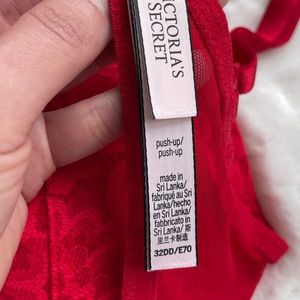 VICTORIA'S
SECRET
push-up/
push-up
made in
Sri Lanka/
fabriqué au Sri
Lanka/hecho
en Sri Lanka/
fabbricato in
Sri Lanka/ 斯
里兰卡制造
32DD/E70